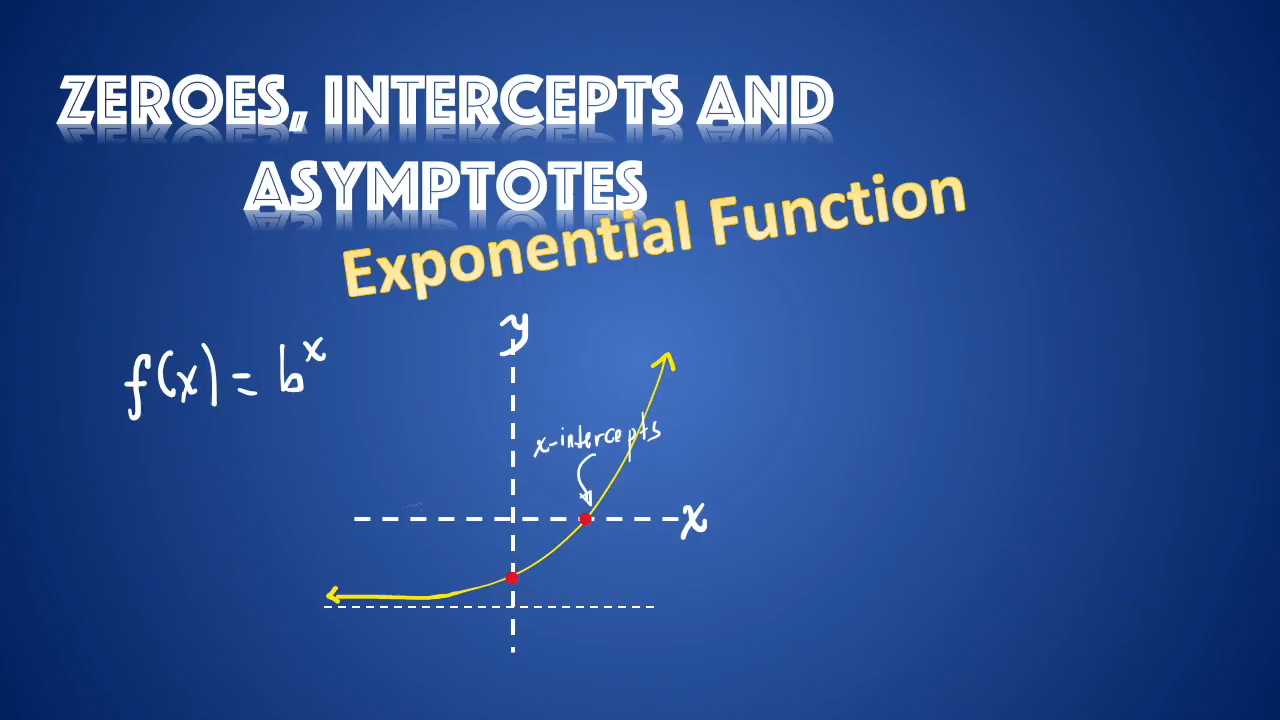 ZEROES, INTERCEPTS AND
ASYMPTOTES
Exponential Function
f(x) = b^x
y
x-intercepts
x